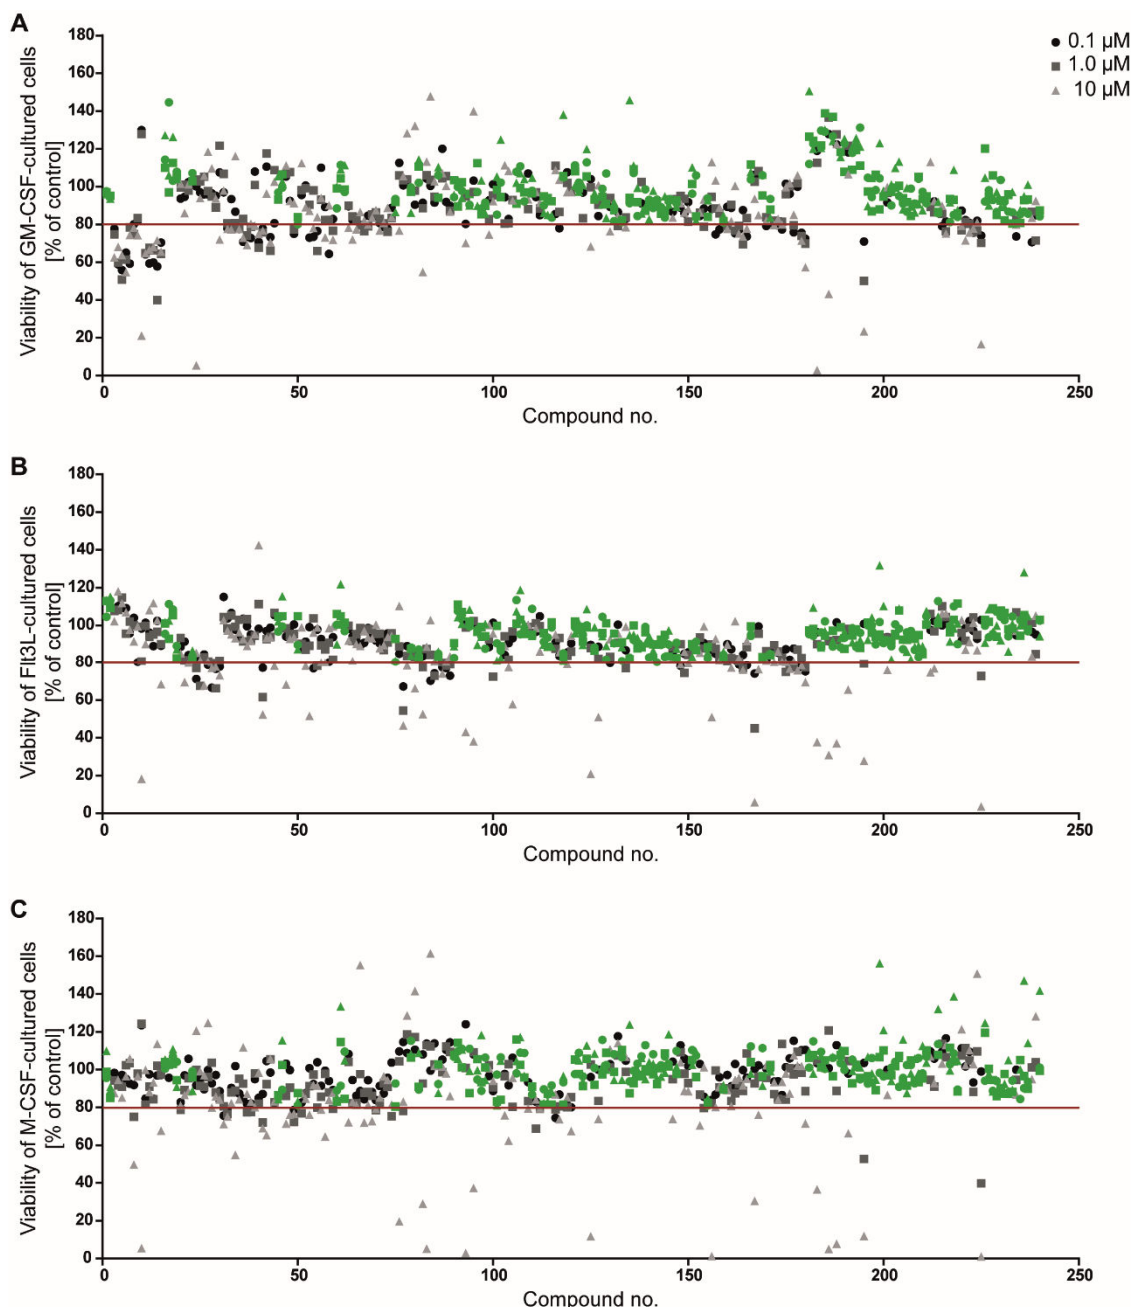 A
Viability of GM-CSF-cultured cells
[% of control]
180
160
140
120
100
80
60
40
20
0
0 50 100 150 200 250
Compound no.
0.1 µM
1.0 µM
10 µM
B
Viability of Flt3L-cultured cells
[% of control]
180
160
140
120
100
80
60
40
20
0
0 50 100 150 200 250
Compound no.
C
Viability of M-CSF-cultured cells
[% of control]
180
160
140
120
100
80
60
40
20
0
0 50 100 150 200 250
Compound no.